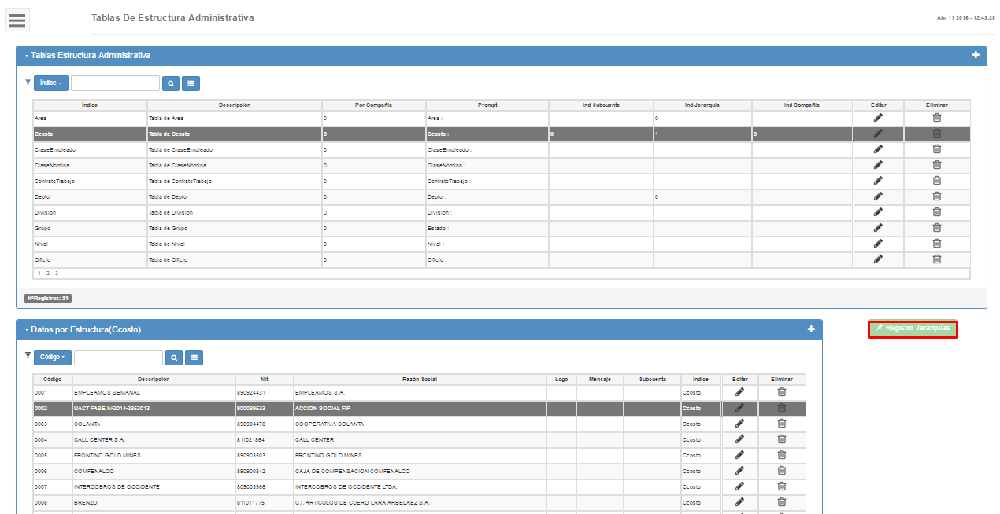 Tablas De Estructura Administrativa
Abr 11 2016 - 12:43:38
- Tablas Estructura Administrativa
Índice
Índice Descripción Por Compañía Prompt Ind Subcuenta Ind Jerarquía Ind Compañía Editar Eliminar
Area Tabla de Area 0 Area : 0
Ccosto Tabla de Ccosto 0 Ccosto : 0 1 0
ClaseEmpleado Tabla de ClaseEmpleado 0 ClaseEmpleado :
ClaseNomina Tabla de ClaseNomina 0 ClaseNomina :
ContratoTrabajo Tabla de ContratoTrabajo 0 ContratoTrabajo :
Depto Tabla de Depto 0 Depto : 0
Division Tabla de Division 0 Division :
Grupo Tabla de Grupo 0 Estado :
Nivel Tabla de Nivel 0 Nivel :
Oficio Tabla de Oficio 0 Oficio :
1 2 3
NºRegistros: 21
- Datos por Estructura(Ccosto)
Registro Jerarquías
Código
Código Descripción Nit Razón Social Logo Mensaje Subcuenta Índice Editar Eliminar
0001 EMPLEAMOS SEMANAL 890924431 EMPLEAMOS S.A. Ccosto
0002 UACT FASE IV-2014-2353013 900039533 ACCION SOCIAL FIP Ccosto
0003 COLANTA 890904478 COOPERATIVA COLANTA Ccosto
0004 CALL CENTER S.A. 811021864 CALL CENTER Ccosto
0005 FRONTINO GOLD MINES 890903503 FRONTINO GOLD MINES Ccosto
0006 COMFENALCO 890900842 CAJA DE COMPENSACION COMFENALCO Ccosto
0007 INTERCOBROS DE OCCIDENTE 805003986 INTERCOBROS DE OCCIDENTE LTDA. Ccosto
0008 BRENZO 811011775 C.I. ARTICULOS DE CUERO LARA ARBELAEZ S.A. Ccosto